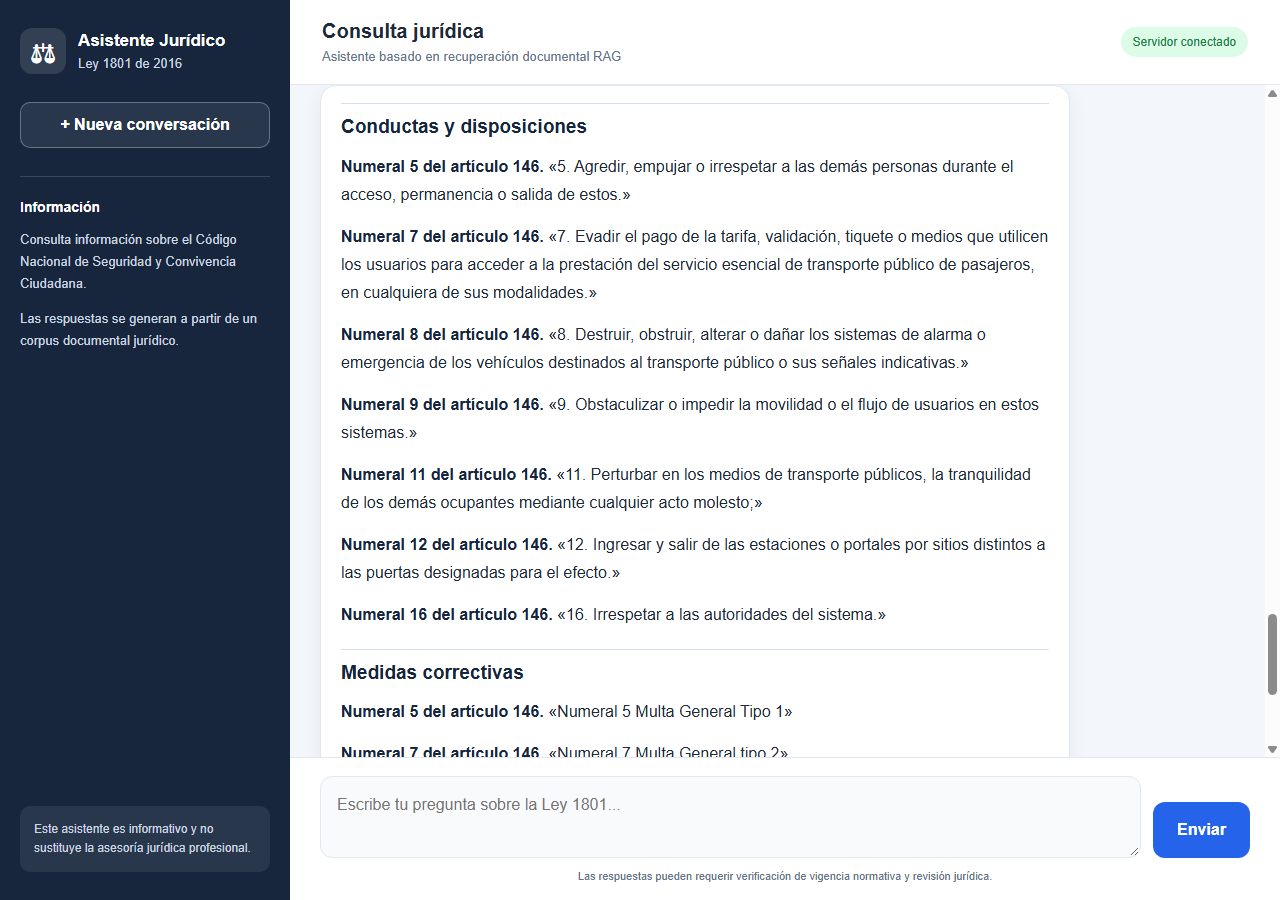 Asistente Jurídico
Ley 1801 de 2016
+ Nueva conversación
Información
Consulta información sobre el Código
Nacional de Seguridad y Convivencia
Ciudadana.
Las respuestas se generan a partir de un
corpus documental jurídico.
Este asistente es informativo y no
sustituye la asesoría jurídica profesional.
Consulta jurídica
Asistente basado en recuperación documental RAG
Servidor conectado
Conductas y disposiciones
Numeral 5 del artículo 146. «5. Agredir, empujar o irrespetar a las demás personas durante el
acceso, permanencia o salida de estos.»
Numeral 7 del artículo 146. «7. Evadir el pago de la tarifa, validación, tiquete o medios que utilicen
los usuarios para acceder a la prestación del servicio esencial de transporte público de pasajeros,
en cualquiera de sus modalidades.»
Numeral 8 del artículo 146. «8. Destruir, obstruir, alterar o dañar los sistemas de alarma o
emergencia de los vehículos destinados al transporte público o sus señales indicativas.»
Numeral 9 del artículo 146. «9. Obstaculizar o impedir la movilidad o el flujo de usuarios en estos
sistemas.»
Numeral 11 del artículo 146. «11. Perturbar en los medios de transporte públicos, la tranquilidad
de los demás ocupantes mediante cualquier acto molesto;»
Numeral 12 del artículo 146. «12. Ingresar y salir de las estaciones o portales por sitios distintos a
las puertas designadas para el efecto.»
Numeral 16 del artículo 146. «16. Irrespetar a las autoridades del sistema.»
Medidas correctivas
Numeral 5 del artículo 146. «Numeral 5 Multa General Tipo 1»
Numeral 7 del artículo 146. «Numeral 7 Multa General tipo 2»
Escribe tu pregunta sobre la Ley 1801...
Enviar
Las respuestas pueden requerir verificación de vigencia normativa y revisión jurídica.